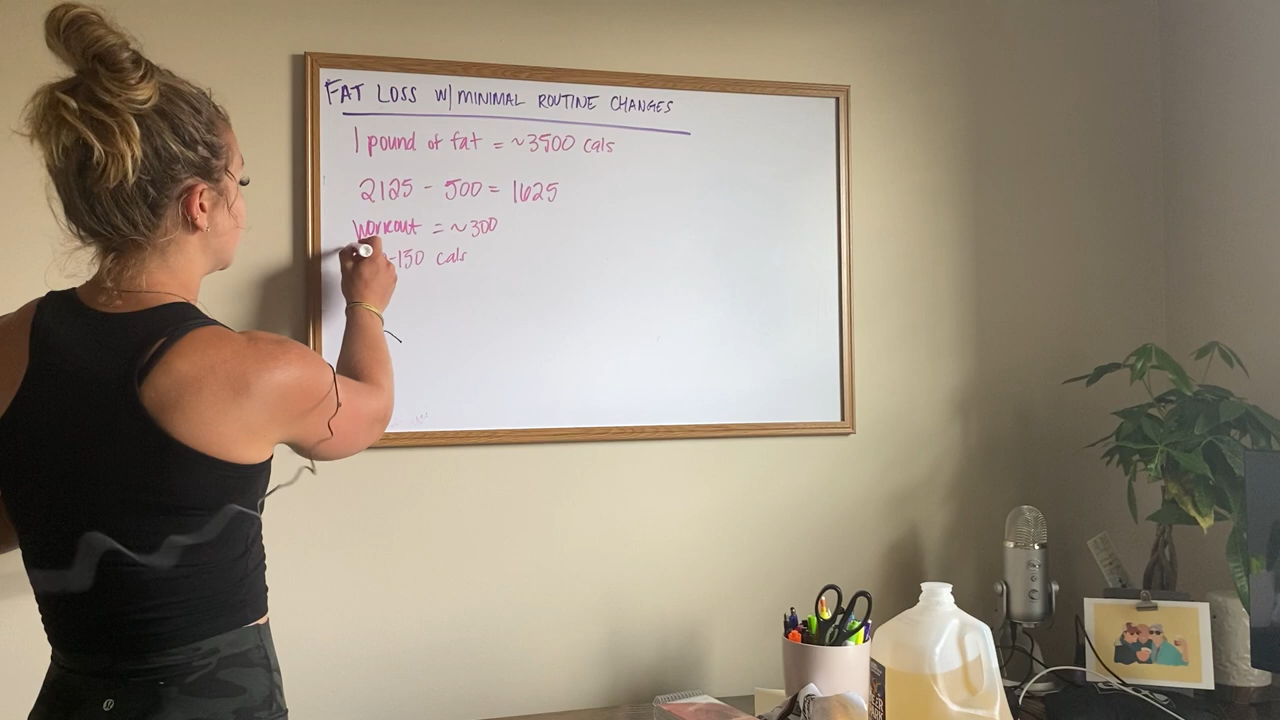 FAT LOSS W/ MINIMAL ROUTINE CHANGES
1 pound of fat = ~3500 cals
2125 - 500 = 1625
workout = ~300
-150 cals